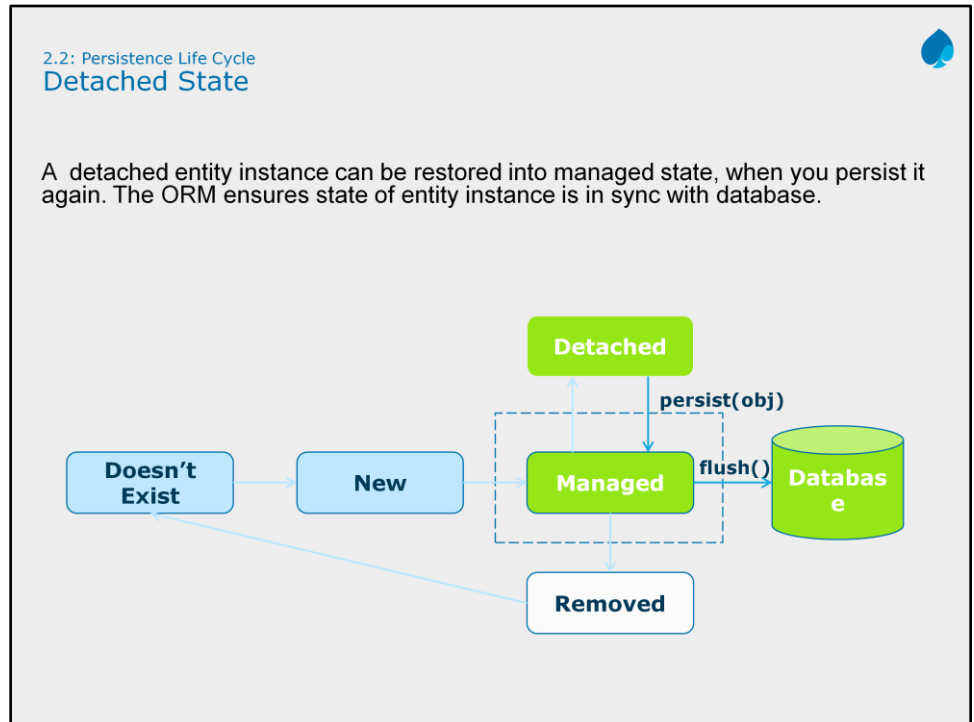 2.2: Persistence Life Cycle
Detached State
A  detached entity instance can be restored into managed state, when you persist it
again. The ORM ensures state of entity instance is in sync with database.
Detached
persist(obj)
Doesn’t
Exist
New
Managed
flush()
Databas
e
Removed